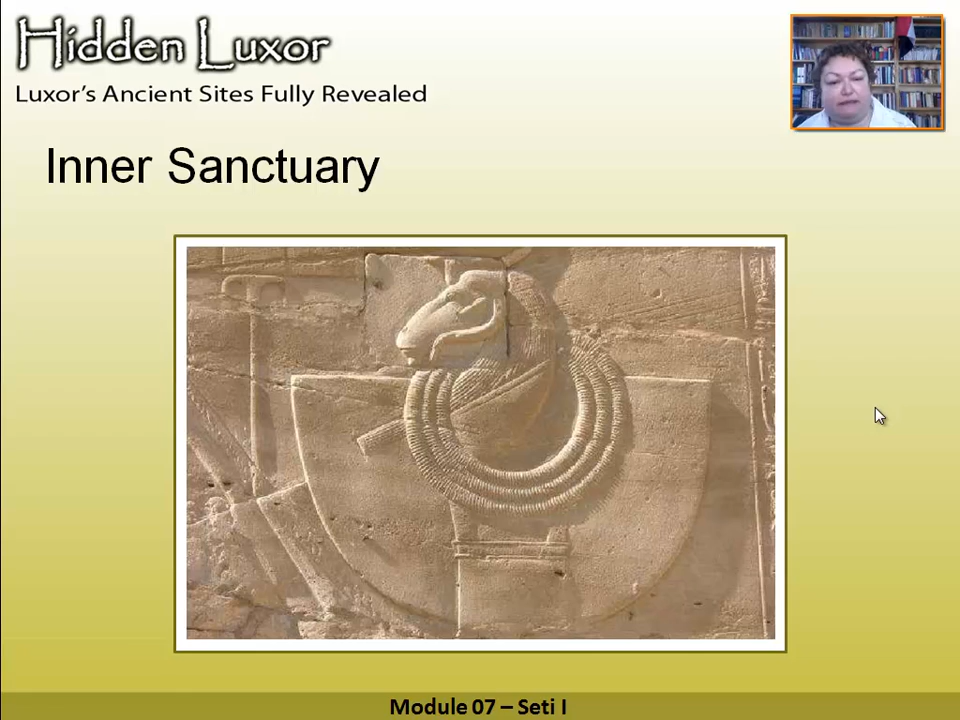 Hidden Luxor
Luxor's Ancient Sites Fully Revealed
Inner Sanctuary
Module 07 – Seti I